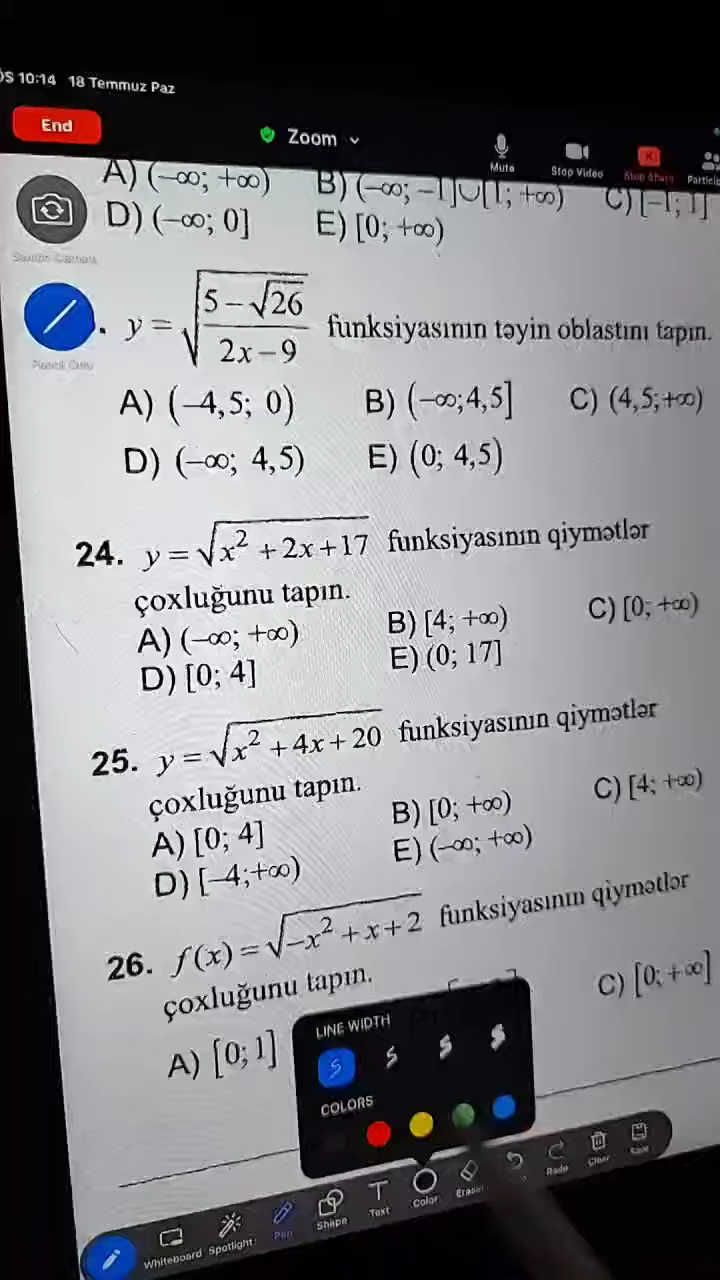 10:14 18 Temmuz Paz
End
Zoom
Mute
Stop Video
Stop Share
A) (–∞; +∞) B) (–∞; –1]∪[1; +∞) C) [–1; 1]
D) (–∞; 0] E) [0; +∞)
. y = √((5 – √26)/(2x – 9)) funksiyasının təyin oblastını tapın.
A) (–4,5; 0) B) (–∞;4,5] C) (4,5;+∞)
D) (–∞; 4,5) E) (0; 4,5)
24. y = √(x² + 2x + 17) funksiyasının qiymətlər
çoxluğunu tapın.
A) (–∞; +∞) B) [4; +∞) C) [0; +∞)
D) [0; 4] E) (0; 17]
25. y = √(x² + 4x + 20) funksiyasının qiymətlər
çoxluğunu tapın.
A) [0; 4] B) [0; +∞) C) [4; +∞)
D) [–4;+∞) E) (–∞; +∞)
26. f(x) = √(–x² + x + 2) funksiyasının qiymətlər
çoxluğunu tapın.
A) [0; 1] C) [0; +∞]
LINE WIDTH
COLORS
Whiteboard Spotlight Pen Shape Text Color Eraser Redo Clear Save